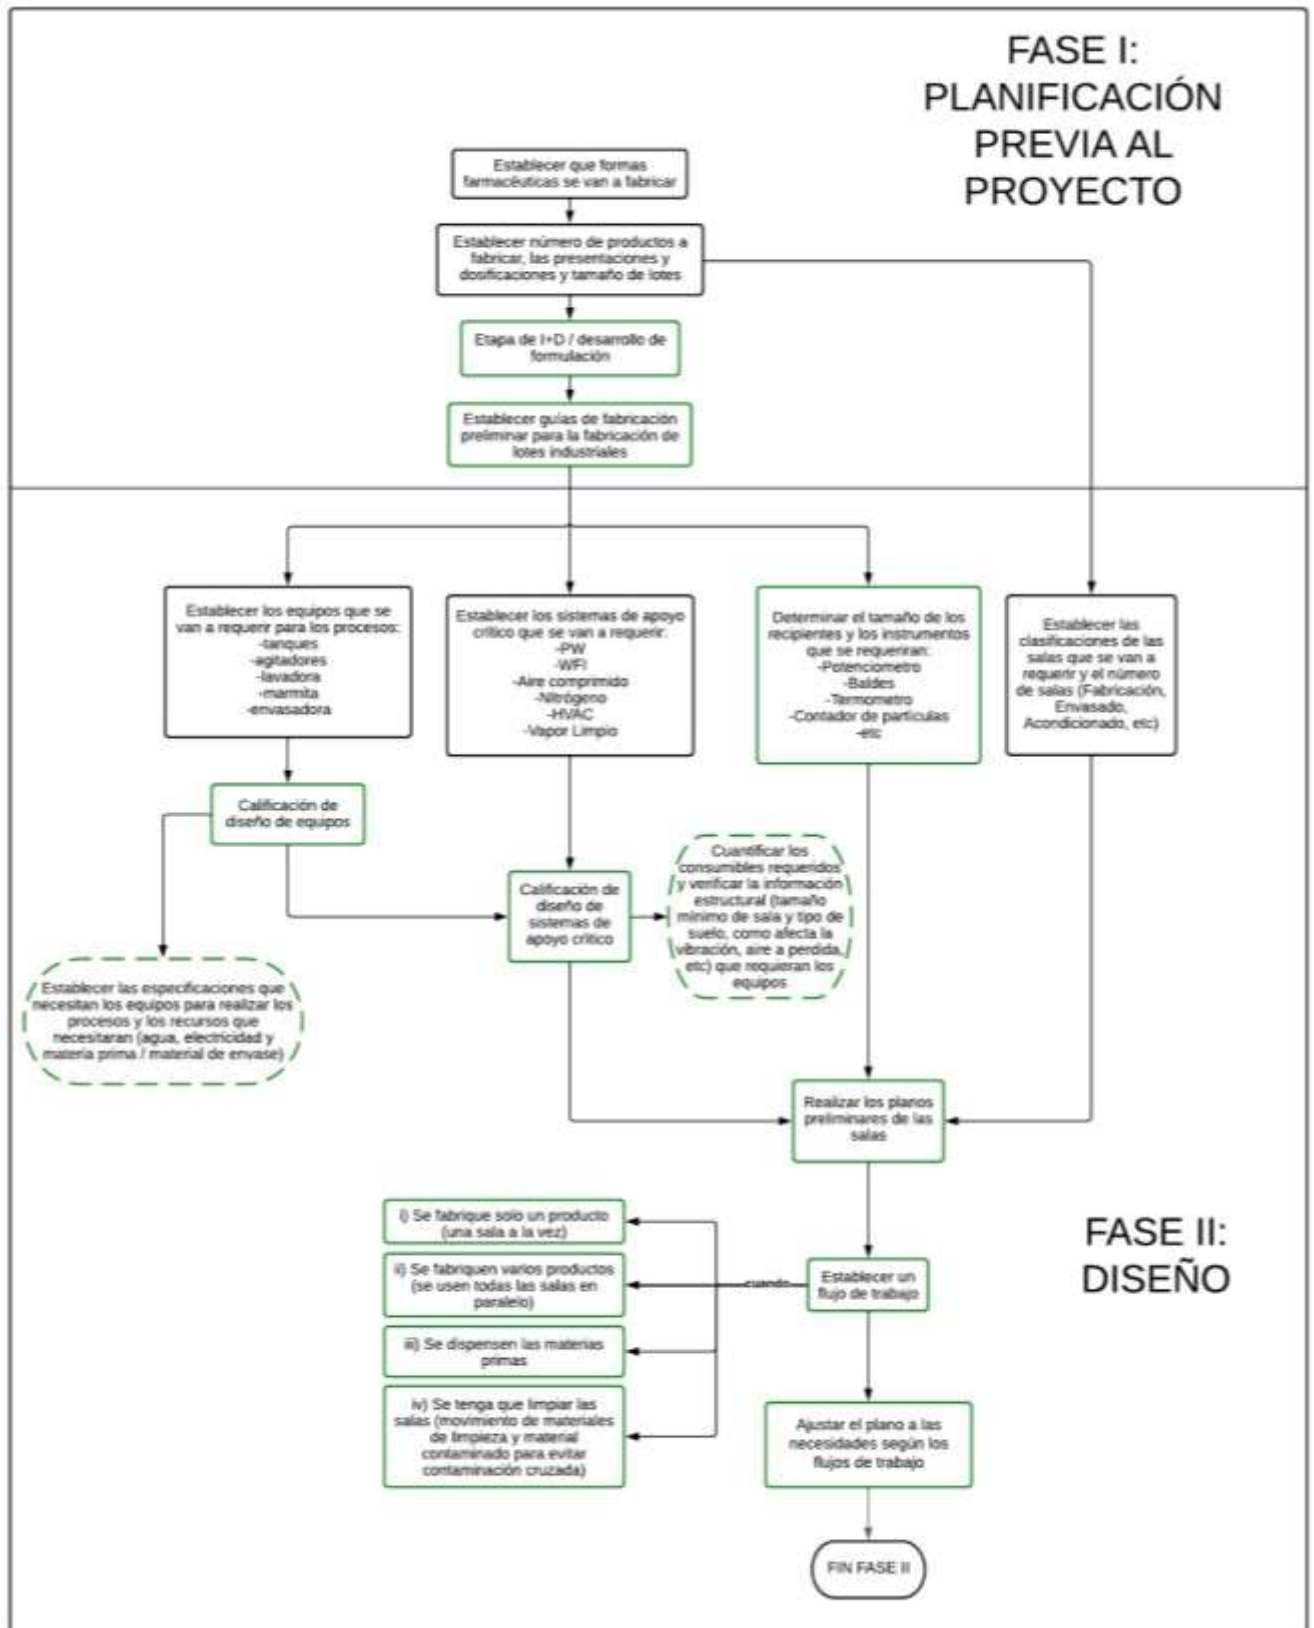 FASE I:
PLANIFICACIÓN
PREVIA AL
PROYECTO
Establecer que formas
farmacéuticas se van a fabricar
Establecer número de productos a
fabricar, las presentaciones y
dosificaciones y tamaño de lotes
Etapa de I+D / desarrollo de
formulación
Establecer guías de fabricación
preliminar para la fabricación de
lotes industriales
Establecer los equipos que se
van a requerir para los procesos:
-tanques
-agitadores
-lavadora
-marmita
-envasadora
Establecer los sistemas de apoyo
crítico que se van a requerir:
-PW
-WFI
-Aire comprimido
-Nitrógeno
-HVAC
-Vapor Limpio
Determinar el tamaño de los
recipientes y los instrumentos
que se requeriran:
-Potenciometro
-Baldes
-Termometro
-Contador de partículas
-etc
Establecer las
clasificaciones de las
salas que se van a
requerir y el número
de salas (Fabricación,
Envasado,
Acondicionado, etc)
Calificación de
diseño de equipos
Calificación de
diseño de
sistemas de
apoyo crítico
Cuantificar los
consumibles requeridos
y verificar la información
estructural (tamaño
mínimo de sala y tipo de
suelo, como afecta la
vibración, aire a perdida,
etc) que requieran los
equipos
Establecer las especificaciones que
necesitan los equipos para realizar los
procesos y los recursos que
necesitaran (agua, electricidad y
materia prima / material de envase)
Realizar los planos
preliminares de las
salas
FASE II:
DISEÑO
i) Se fabrique solo un producto
(una sala a la vez)
ii) Se fabriquen varios productos
(se usen todas las salas en
paralelo)
cuando
Establecer un
flujo de trabajo
iii) Se dispensen las materias
primas
iv) Se tenga que limpiar las
salas (movimiento de materiales
de limpieza y material
contaminado para evitar
contaminación cruzada)
Ajustar el plano a las
necesidades según los
flujos de trabajo
FIN FASE II